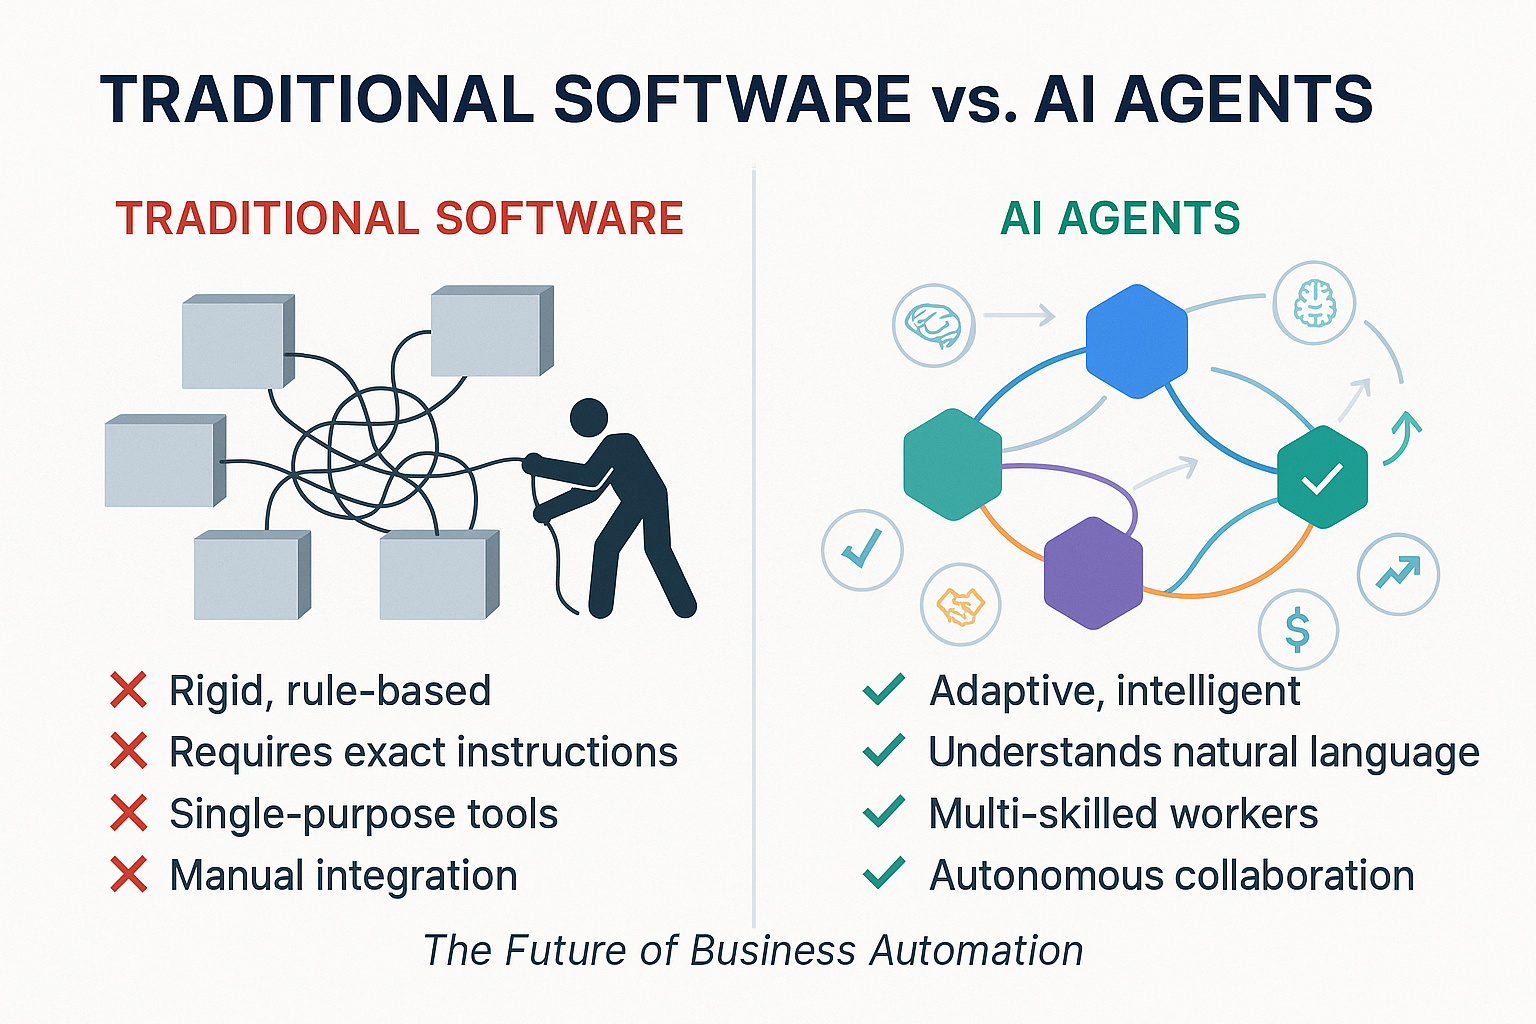 TRADITIONAL SOFTWARE vs. AI AGENTS
TRADITIONAL SOFTWARE
Rigid, rule-based
Requires exact instructions
Single-purpose tools
Manual integration
AI AGENTS
$
Adaptive, intelligent
Understands natural language
Multi-skilled workers
Autonomous collaboration
The Future of Business Automation